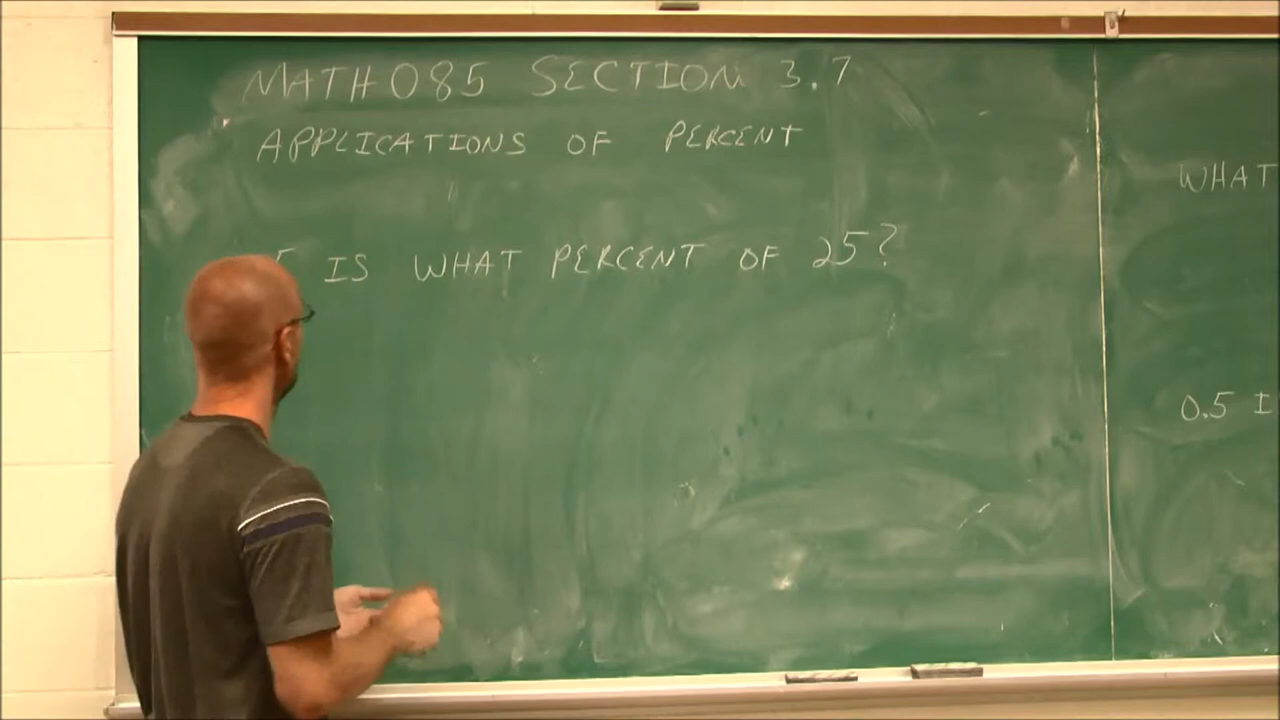 MATH 085 SECTION 3.7
APPLICATIONS OF PERCENT
IS WHAT PERCENT OF 25?
WHAT
0.5 I